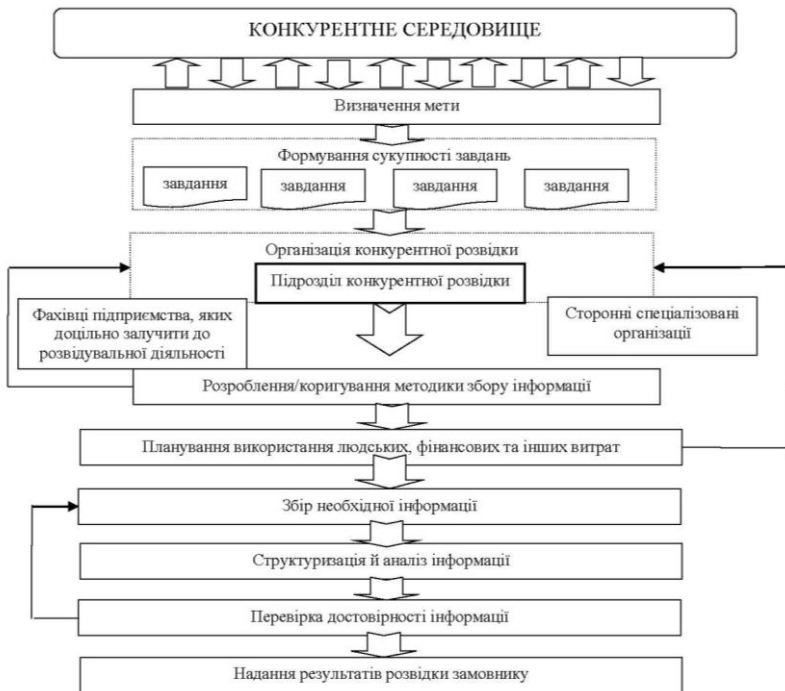 КОНКУРЕНТНЕ СЕРЕДОВИЩЕ
Визначення мети
Формування сукупності завдань
завдання
завдання
завдання
завдання
Організація конкурентної розвідки
Підрозділ конкурентної розвідки
Фахівці підприємства, яких
доцільно залучити до
розвідувальної діяльності
Сторонні спеціалізовані
організації
Розроблення/коригування методики збору інформації
Планування використання людських, фінансових та інших витрат
Збір необхідної інформації
Структуризація й аналіз інформації
Перевірка достовірності інформації
Надання результатів розвідки замовнику